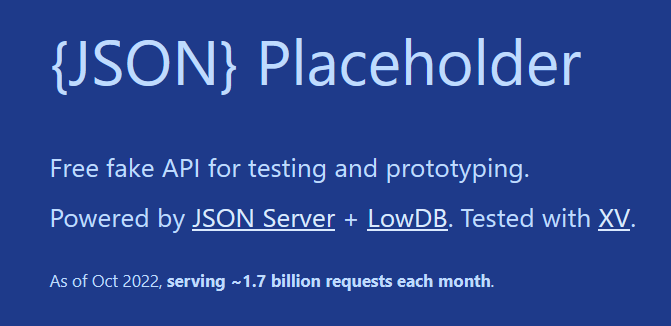 {JSON} Placeholder
Free fake API for testing and prototyping.
Powered by JSON Server + LowDB. Tested with XV.
As of Oct 2022, serving ~1.7 billion requests each month.